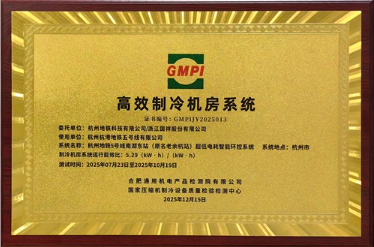 GMPI
高效制冷机房系统
证书编号：GMPIJV2025013
委托单位：杭州地铁科技有限公司/浙江国祥股份有限公司
使用单位：杭州杭港地铁五号线有限公司
系统名称：杭州地铁5号线南湖东站（原名老余杭站）超低电耗智能环控系统 系统地点：杭州市
制冷机房系统运行能效比：5.29（kW·h）/（kW·h）
测试时间：2025年07月23日至2025年10月19日
合肥通用机电产品检测院有限公司
国家压缩机制冷设备质量检验检测中心
2025年12月15日